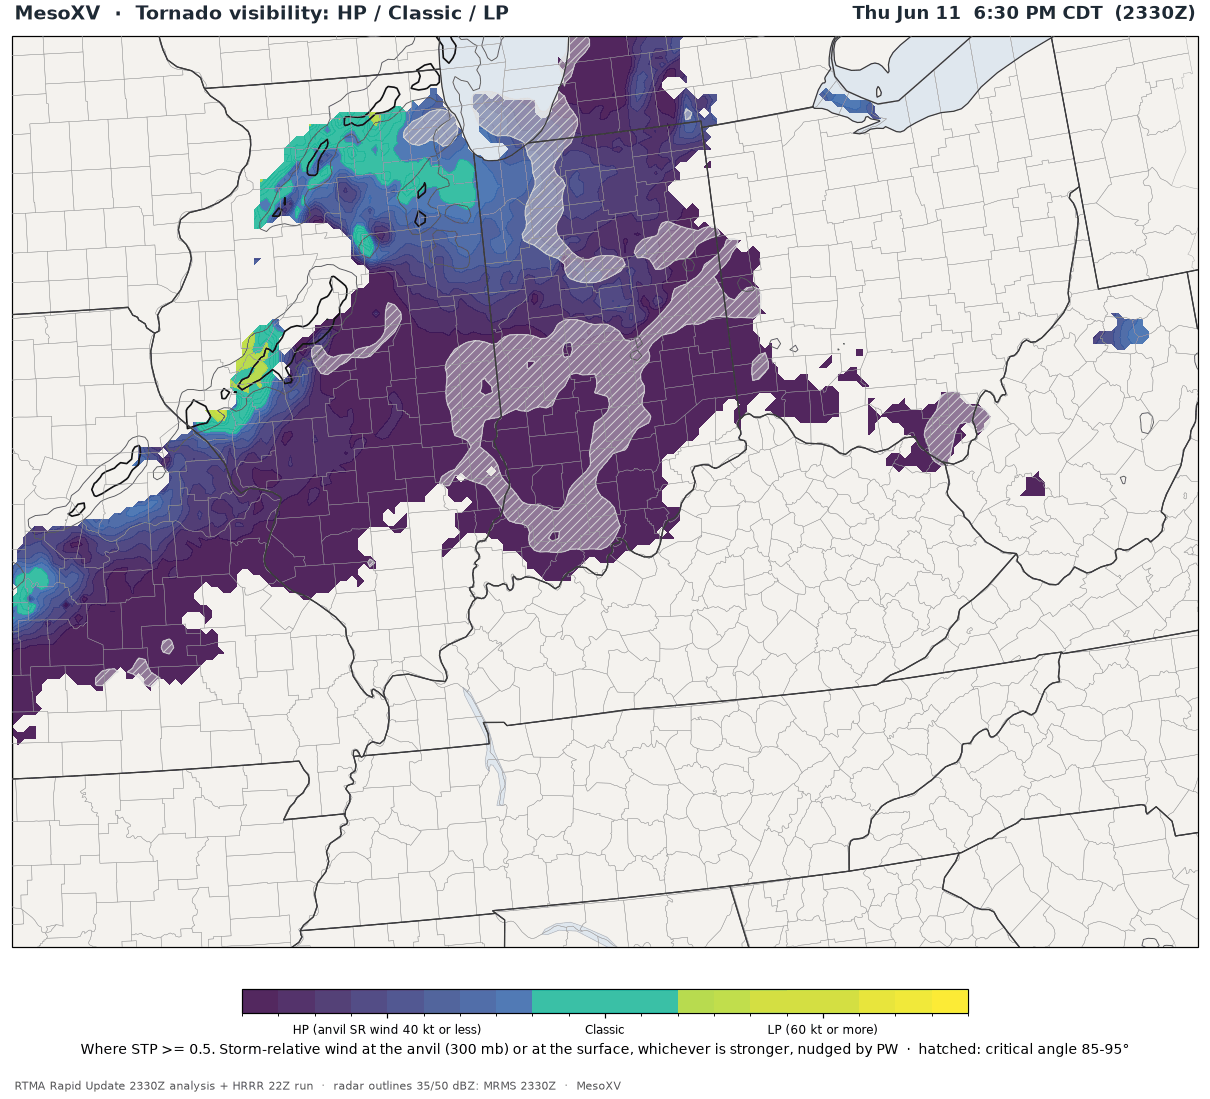 MesoXV · Tornado visibility: HP / Classic / LP
Thu Jun 11 6:30 PM CDT (2330Z)
HP (anvil SR wind 40 kt or less)
Classic
LP (60 kt or more)
Where STP >= 0.5. Storm-relative wind at the anvil (300 mb) or at the surface, whichever is stronger, nudged by PW · hatched: critical angle 85-95°
RTMA Rapid Update 2330Z analysis + HRRR 22Z run · radar outlines 35/50 dBZ: MRMS 2330Z · MesoXV